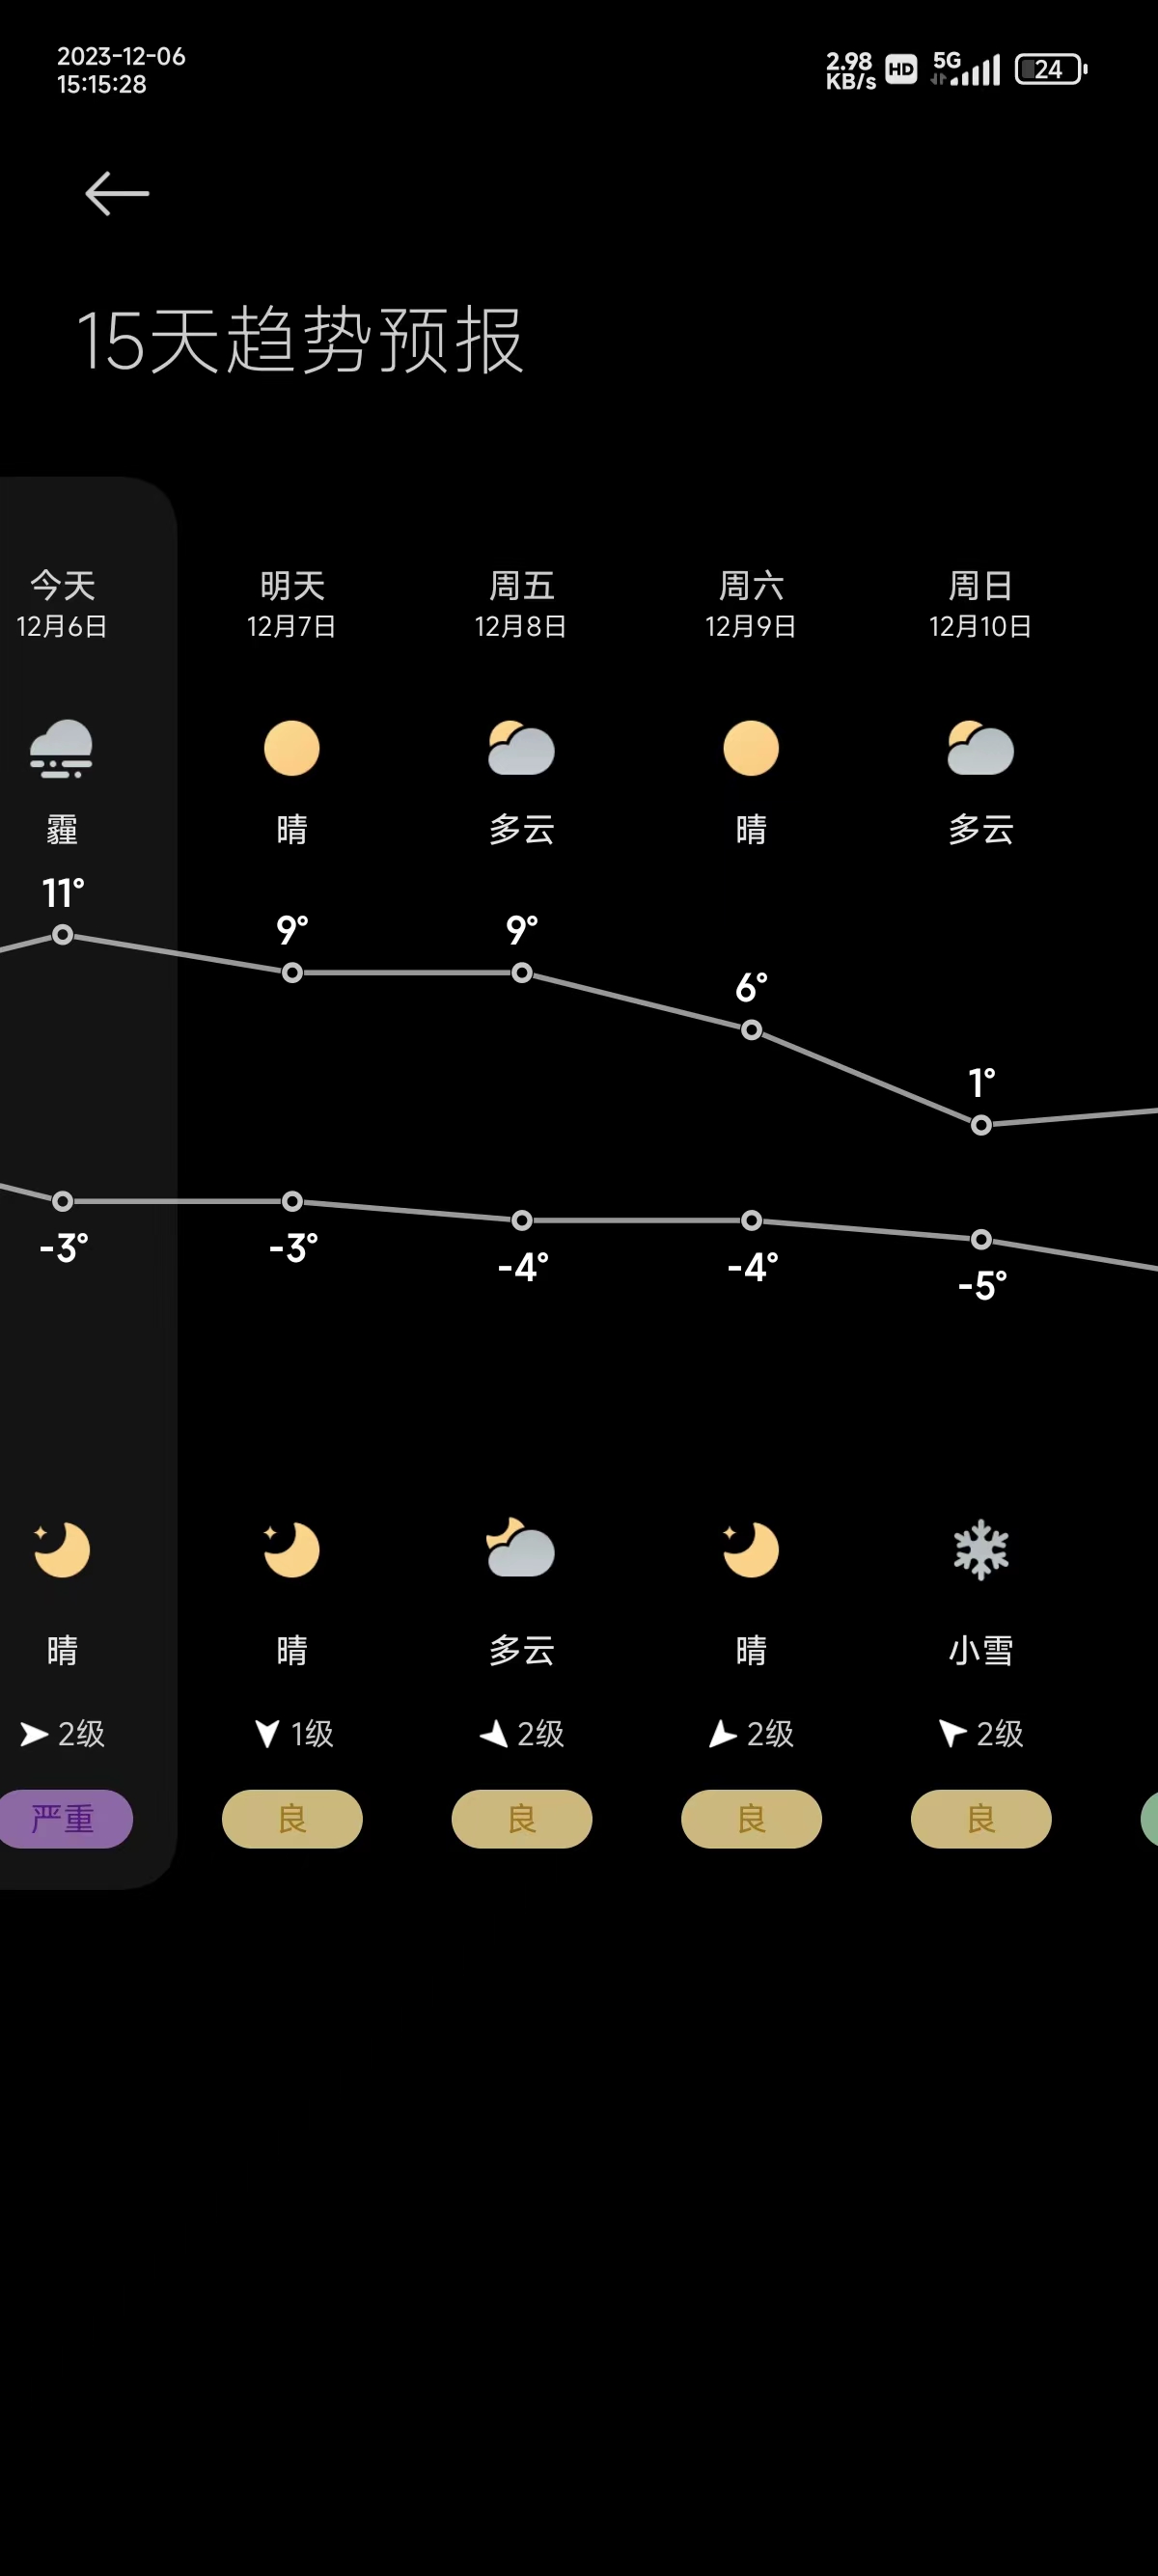 2023-12-06
15:15:28
2.98
KB/s
HD
5G
24
15天趋势预报
今天 明天 周五 周六 周日
12月6日 12月7日 12月8日 12月9日 12月10日
霾 晴 多云 晴 多云
11° 9° 9° 6° 1°
-3° -3° -4° -4° -5°
晴 晴 多云 晴 小雪
2级 1级 2级 2级 2级
严重 良 良 良 良